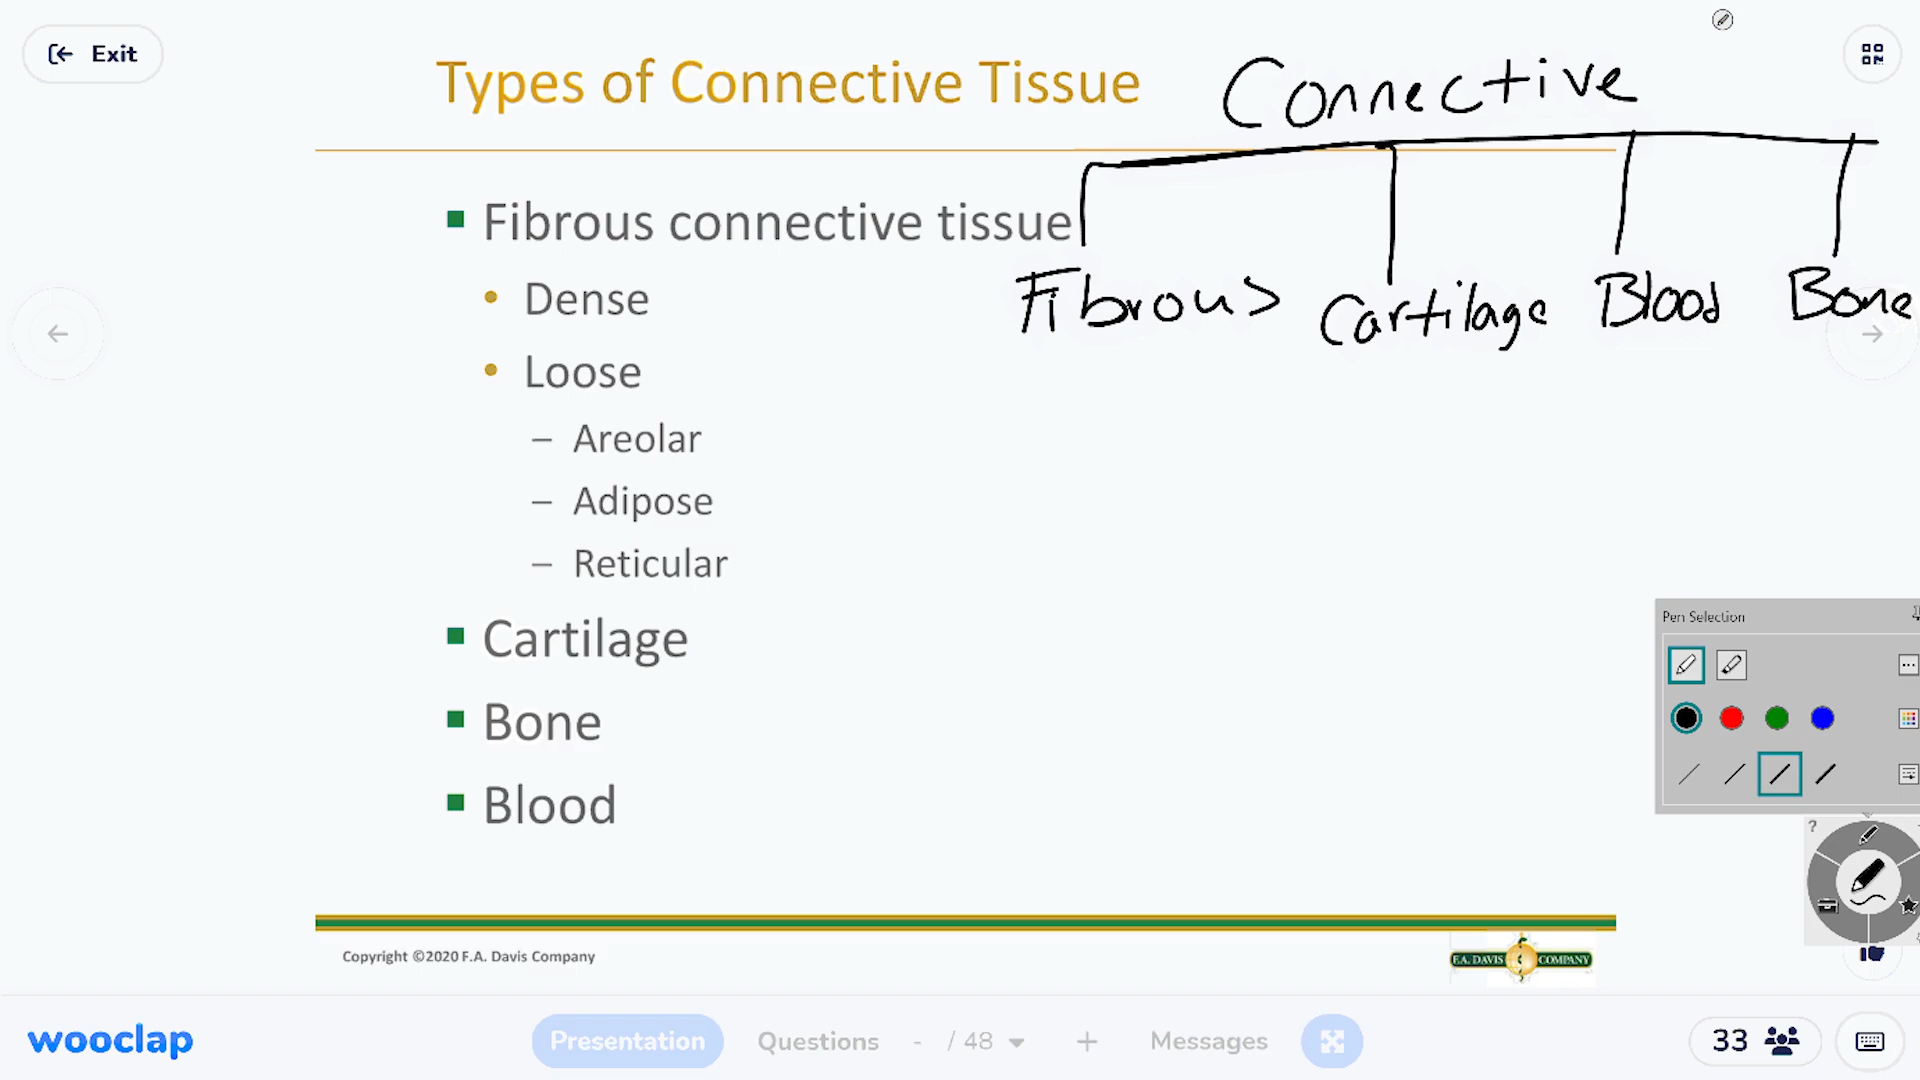 Exit
Types of Connective Tissue
Connective
Fibrous connective tissue
Dense
Loose
– Areolar
– Adipose
– Reticular
Cartilage
Bone
Blood
Fibrous Cartilage Blood Bone
Pen Selection
?
Copyright ©2020 F.A. Davis Company
F.A. DAVIS COMPANY
wooclap
Presentation Questions - / 48 + Messages 33